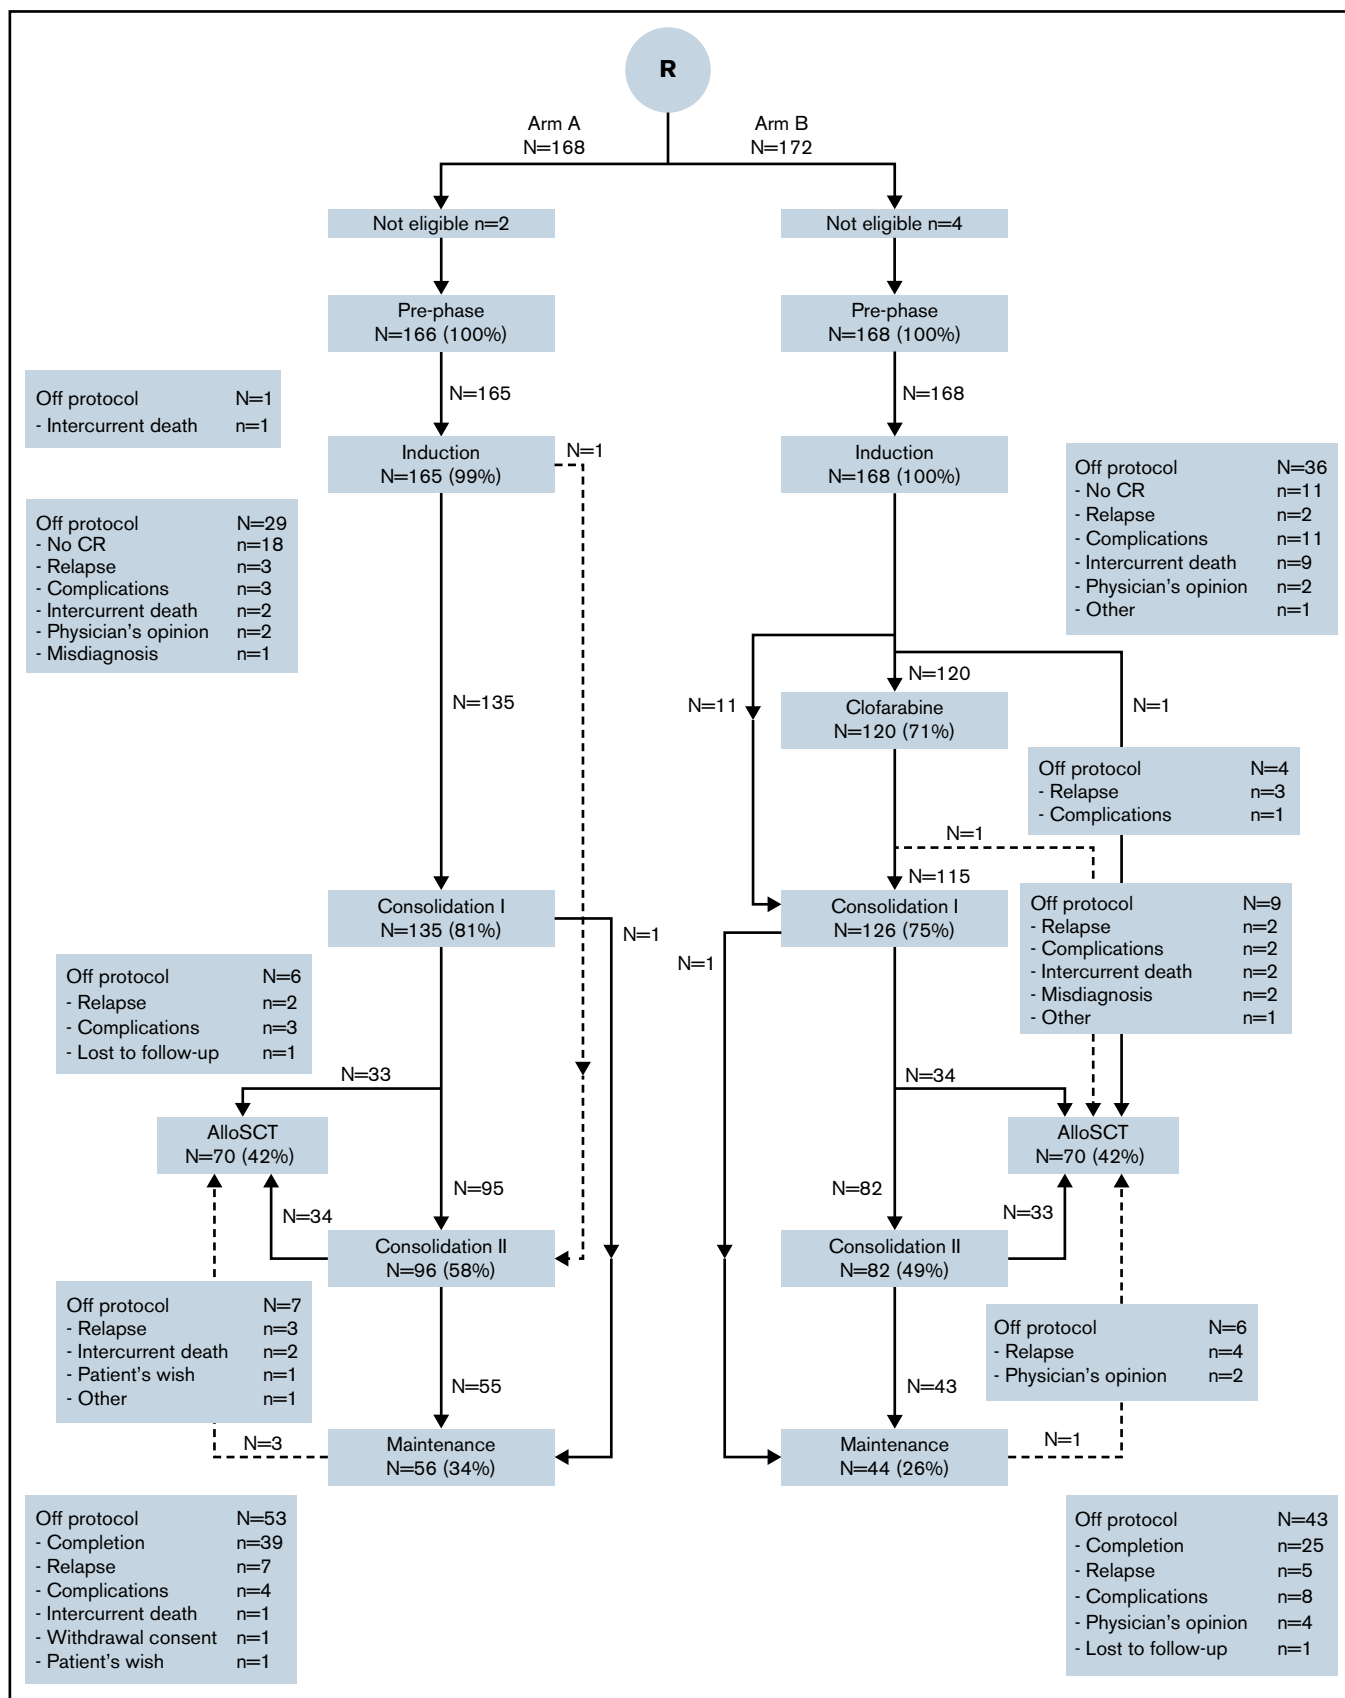 R
Arm A
N=168
Arm B
N=172
Not eligible n=2
Not eligible n=4
Pre-phase
N=166 (100%)
Pre-phase
N=168 (100%)
N=165
N=168
Off protocol N=1
- Intercurrent death n=1
Induction
N=165 (99%)
N=1
Induction
N=168 (100%)
Off protocol N=36
- No CR n=11
- Relapse n=2
- Complications n=11
- Intercurrent death n=9
- Physician's opinion n=2
- Other n=1
Off protocol N=29
- No CR n=18
- Relapse n=3
- Complications n=3
- Intercurrent death n=2
- Physician's opinion n=2
- Misdiagnosis n=1
N=135
N=11
N=120
N=1
Clofarabine
N=120 (71%)
Off protocol N=4
- Relapse n=3
- Complications n=1
N=1
N=115
Consolidation I
N=135 (81%)
N=1
Consolidation I
N=126 (75%)
N=1
Off protocol N=9
- Relapse n=2
- Complications n=2
- Intercurrent death n=2
- Misdiagnosis n=2
- Other n=1
Off protocol N=6
- Relapse n=2
- Complications n=3
- Lost to follow-up n=1
N=33
N=34
AlloSCT
N=70 (42%)
AlloSCT
N=70 (42%)
N=95
N=82
N=34
N=33
Consolidation II
N=96 (58%)
Consolidation II
N=82 (49%)
Off protocol N=7
- Relapse n=3
- Intercurrent death n=2
- Patient's wish n=1
- Other n=1
Off protocol N=6
- Relapse n=4
- Physician's opinion n=2
N=55
N=43
N=3
Maintenance
N=56 (34%)
Maintenance
N=44 (26%)
N=1
Off protocol N=53
- Completion n=39
- Relapse n=7
- Complications n=4
- Intercurrent death n=1
- Withdrawal consent n=1
- Patient's wish n=1
Off protocol N=43
- Completion n=25
- Relapse n=5
- Complications n=8
- Physician's opinion n=4
- Lost to follow-up n=1